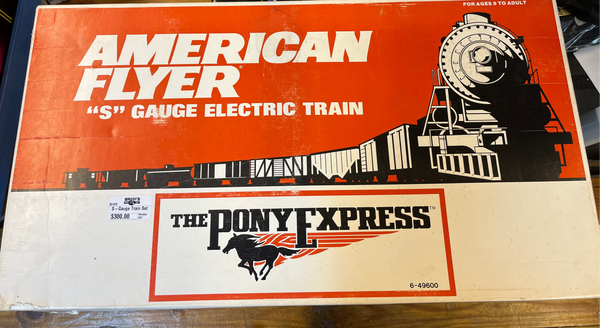 FOR AGES 8 TO ADULT
AMERICAN
FLYER®
"S" GAUGE ELECTRIC TRAIN
S-Gauge Train Set
$300.00
THE PONY EXPRESS™
6-49600